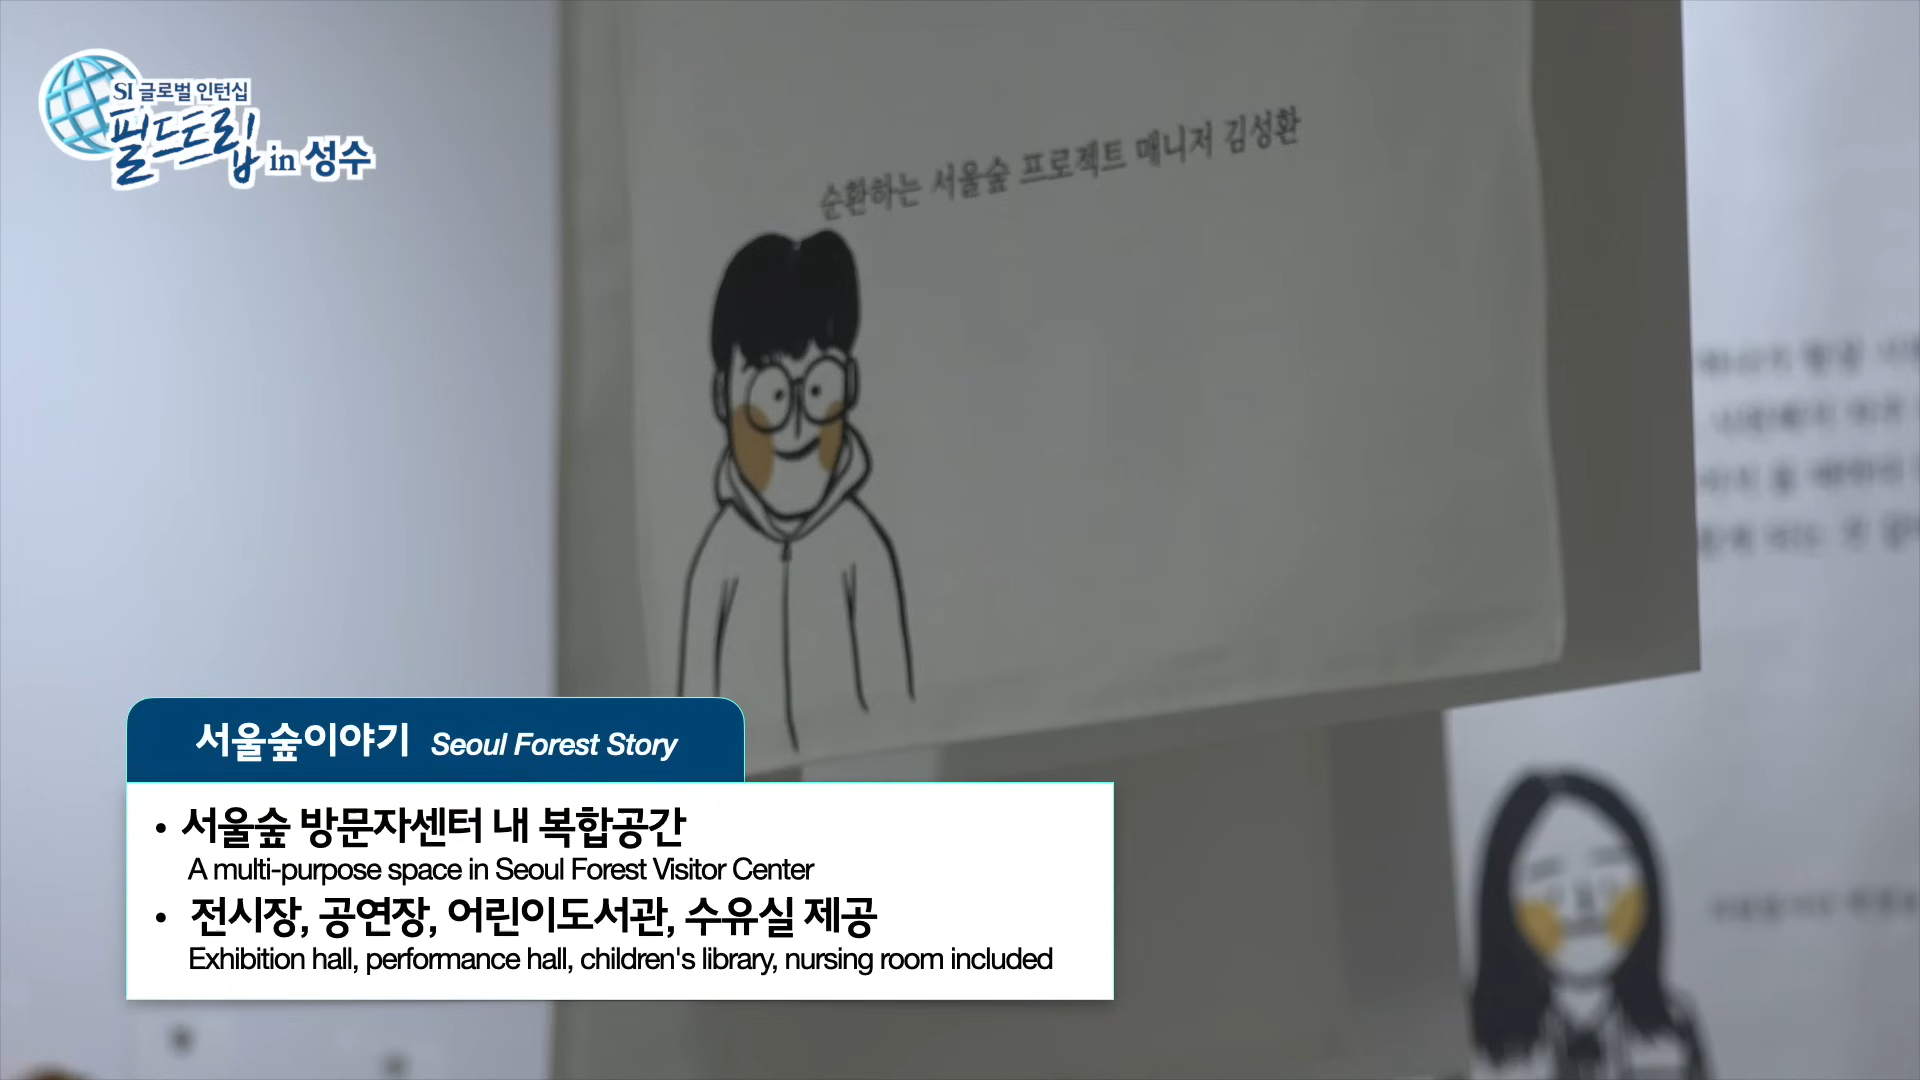 SI 글로벌 인턴십
필드트립 in 성수
순환하는 서울숲 프로젝트 매니저 김성환
서울숲이야기 Seoul Forest Story
• 서울숲 방문자센터 내 복합공간
A multi-purpose space in Seoul Forest Visitor Center
• 전시장, 공연장, 어린이도서관, 수유실 제공
Exhibition hall, performance hall, children's library, nursing room included